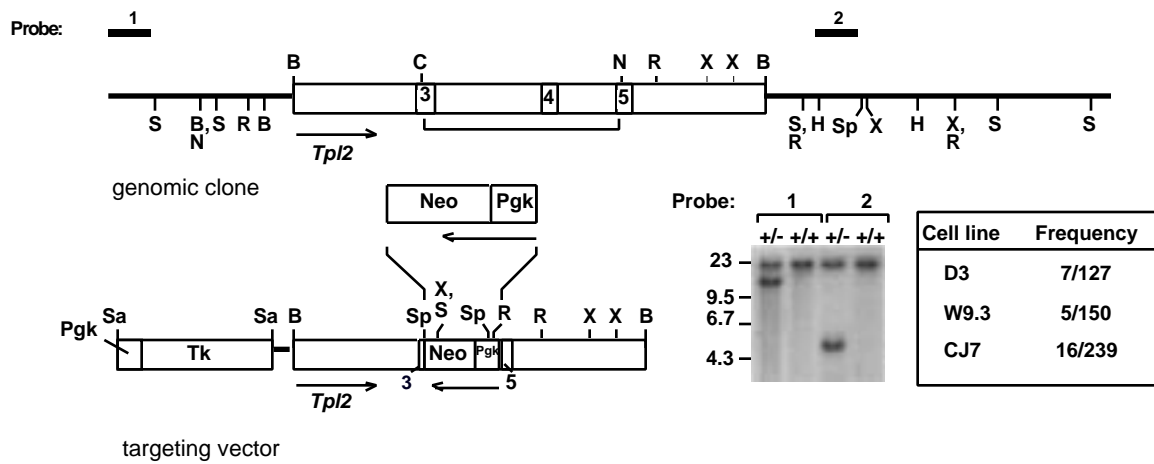 Probe:
1
2
B C N R X X B
3 4 5
S B, S R B S, H Sp X H X, S S
N R R
Tpl2
genomic clone
Neo Pgk
Probe: 1 2
+/- +/+ +/- +/+
23
9.5
6.7
4.3
Cell line Frequency
D3 7/127
W9.3 5/150
CJ7 16/239
X,
Sa Sa B Sp S Sp R R X X B
Pgk
Tk Neo Pgk
3 5
Tpl2
targeting vector